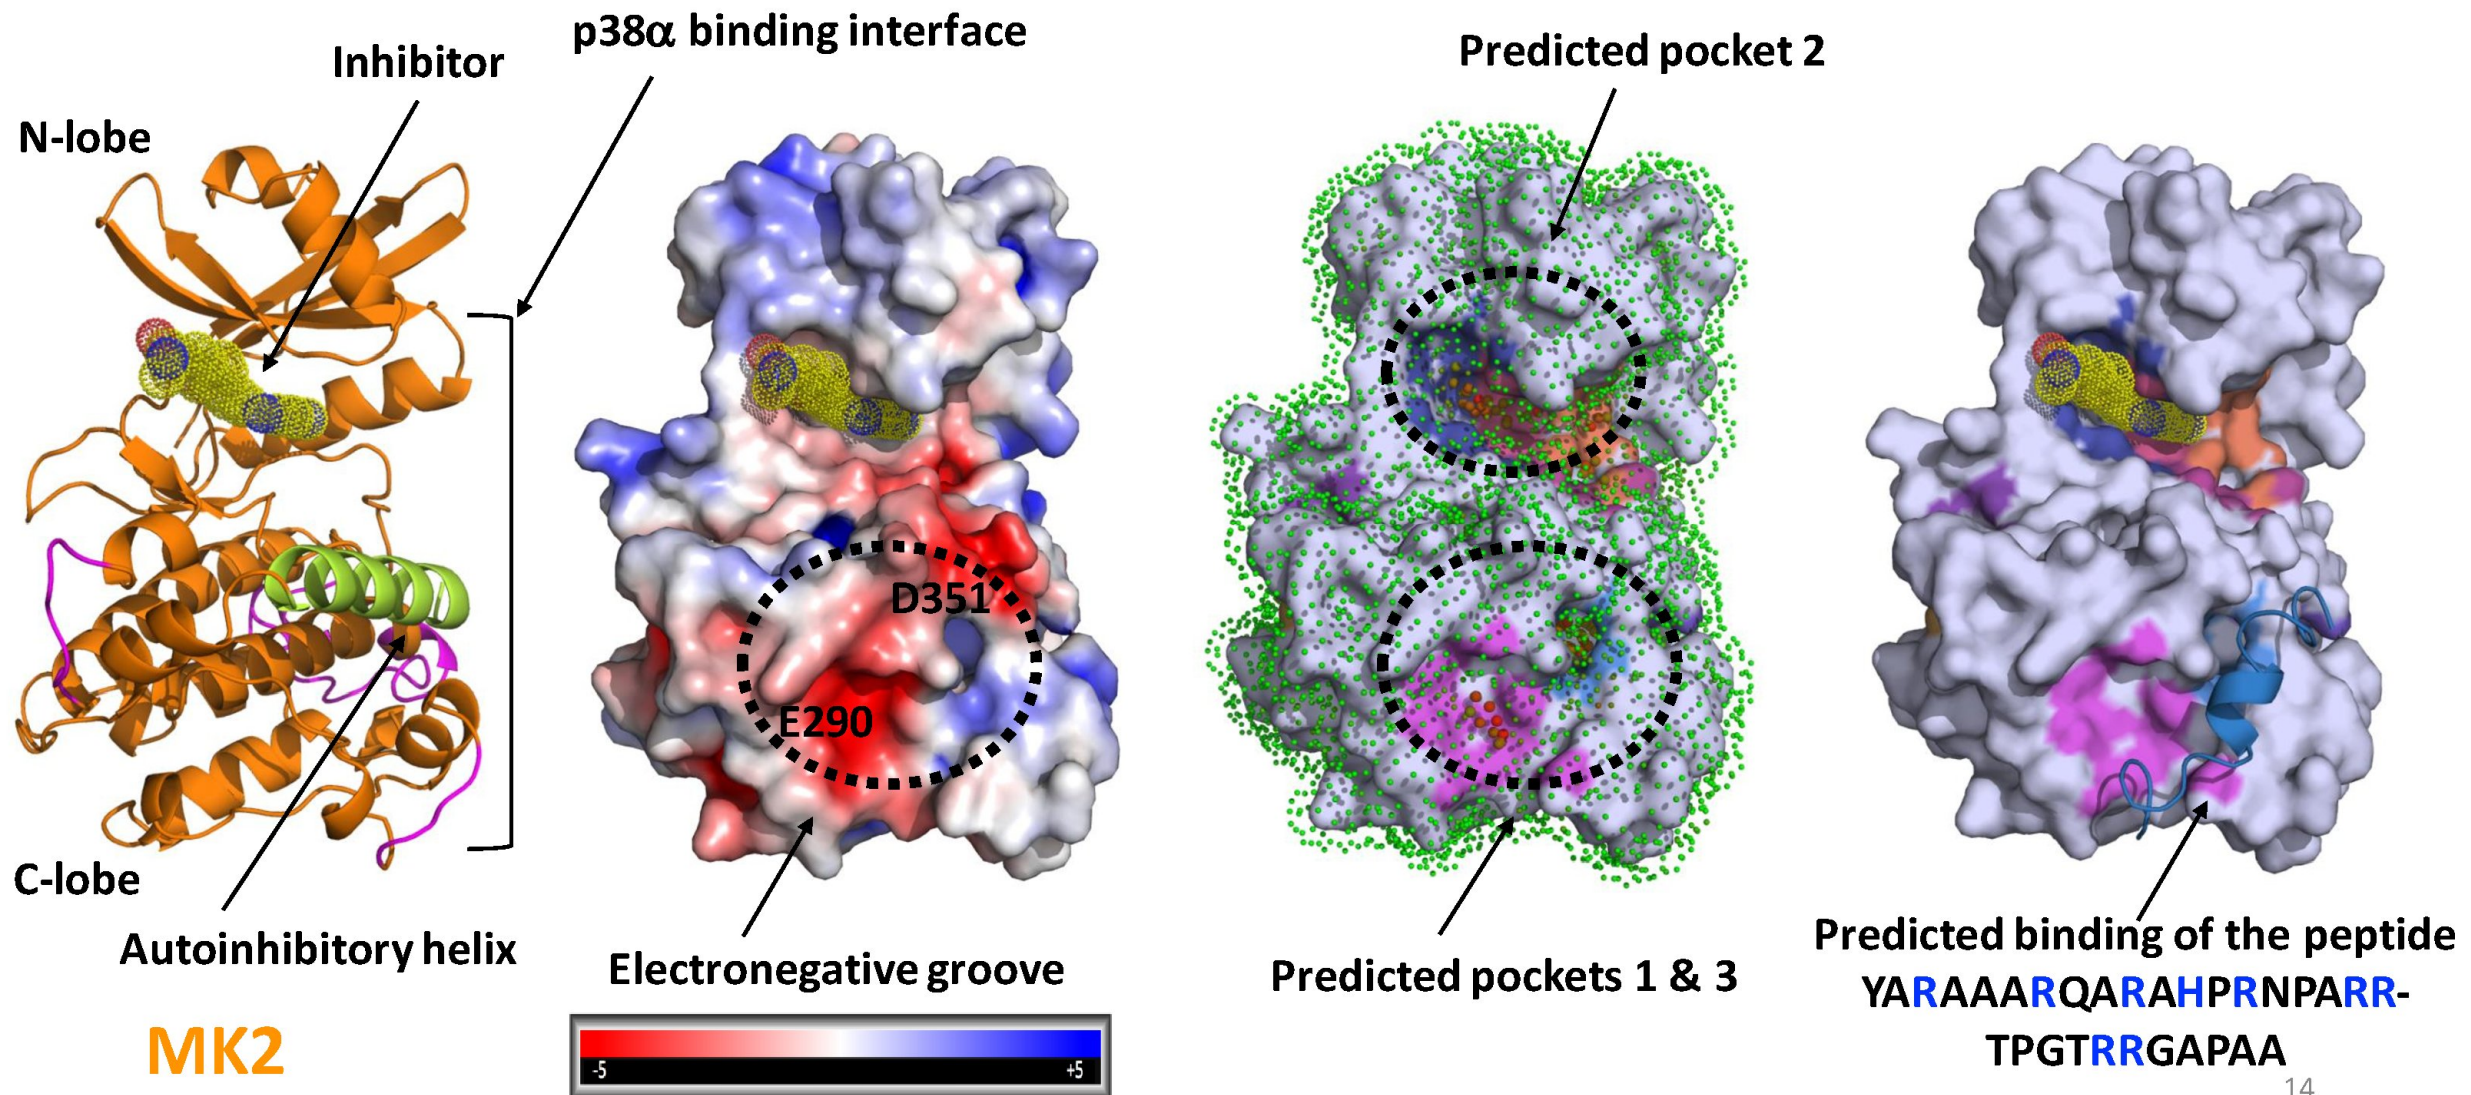 p38α binding interface
Inhibitor
Predicted pocket 2
N-lobe
D351
E290
C-lobe
Autoinhibitory helix
Electronegative groove
Predicted pockets 1 & 3
Predicted binding of the peptide
YARAAARQARAHPRNPARR-
TPGTRRGAPAA
MK2
-5
+5
14